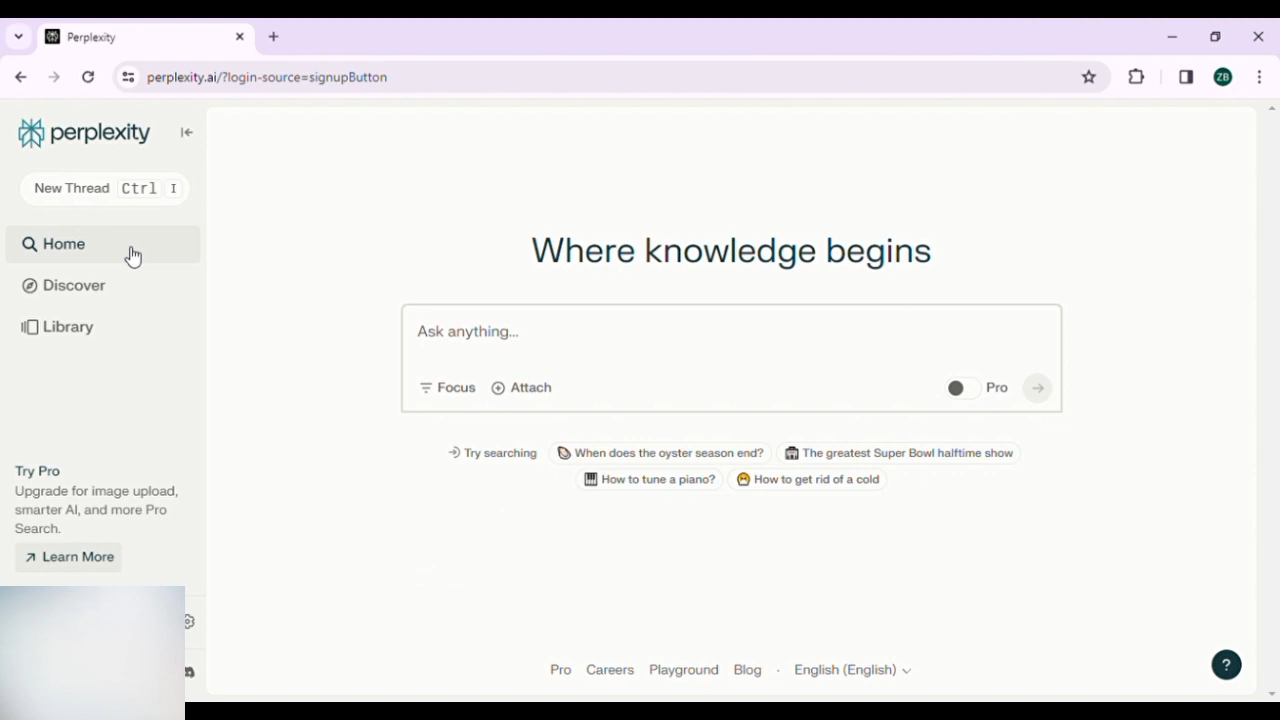 Perplexity
perplexity.ai/?login-source=signupButton
ZB
perplexity
New Thread Ctrl I
Home
Discover
Library
Where knowledge begins
Ask anything...
Focus Attach Pro
Try searching When does the oyster season end? The greatest Super Bowl halftime show
How to tune a piano? How to get rid of a cold
Try Pro
Upgrade for image upload,
smarter AI, and more Pro
Search.
Learn More
Pro Careers Playground Blog · English (English)
?